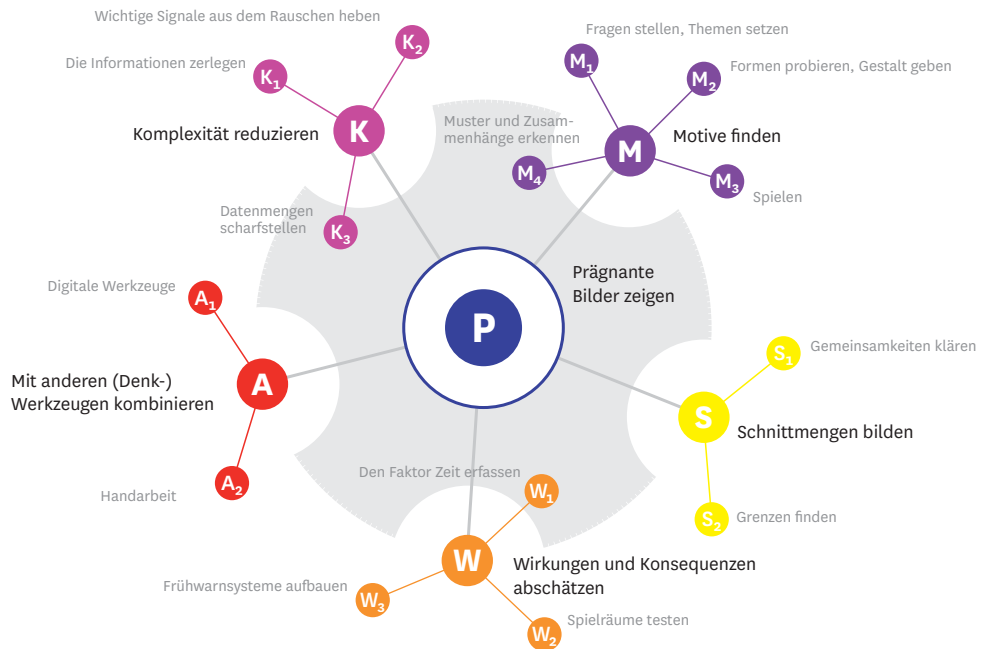 Wichtige Signale aus dem Rauschen heben
K2
Die Informationen zerlegen
K1
Komplexität reduzieren
K
Datenmengen
scharfstellen
K3
Fragen stellen, Themen setzen
M1
M2
Formen probieren, Gestalt geben
Muster und Zusam-
menhänge erkennen
M4
M
Motive finden
M3
Spielen
Prägnante
Bilder zeigen
P
Digitale Werkzeuge
A1
Mit anderen (Denk-)
Werkzeugen kombinieren
A
Handarbeit
A2
S1
Gemeinsamkeiten klären
S
Schnittmengen bilden
S2
Grenzen finden
Den Faktor Zeit erfassen
W1
W
Wirkungen und Konsequenzen
abschätzen
Frühwarnsysteme aufbauen
W3
W2
Spielräume testen